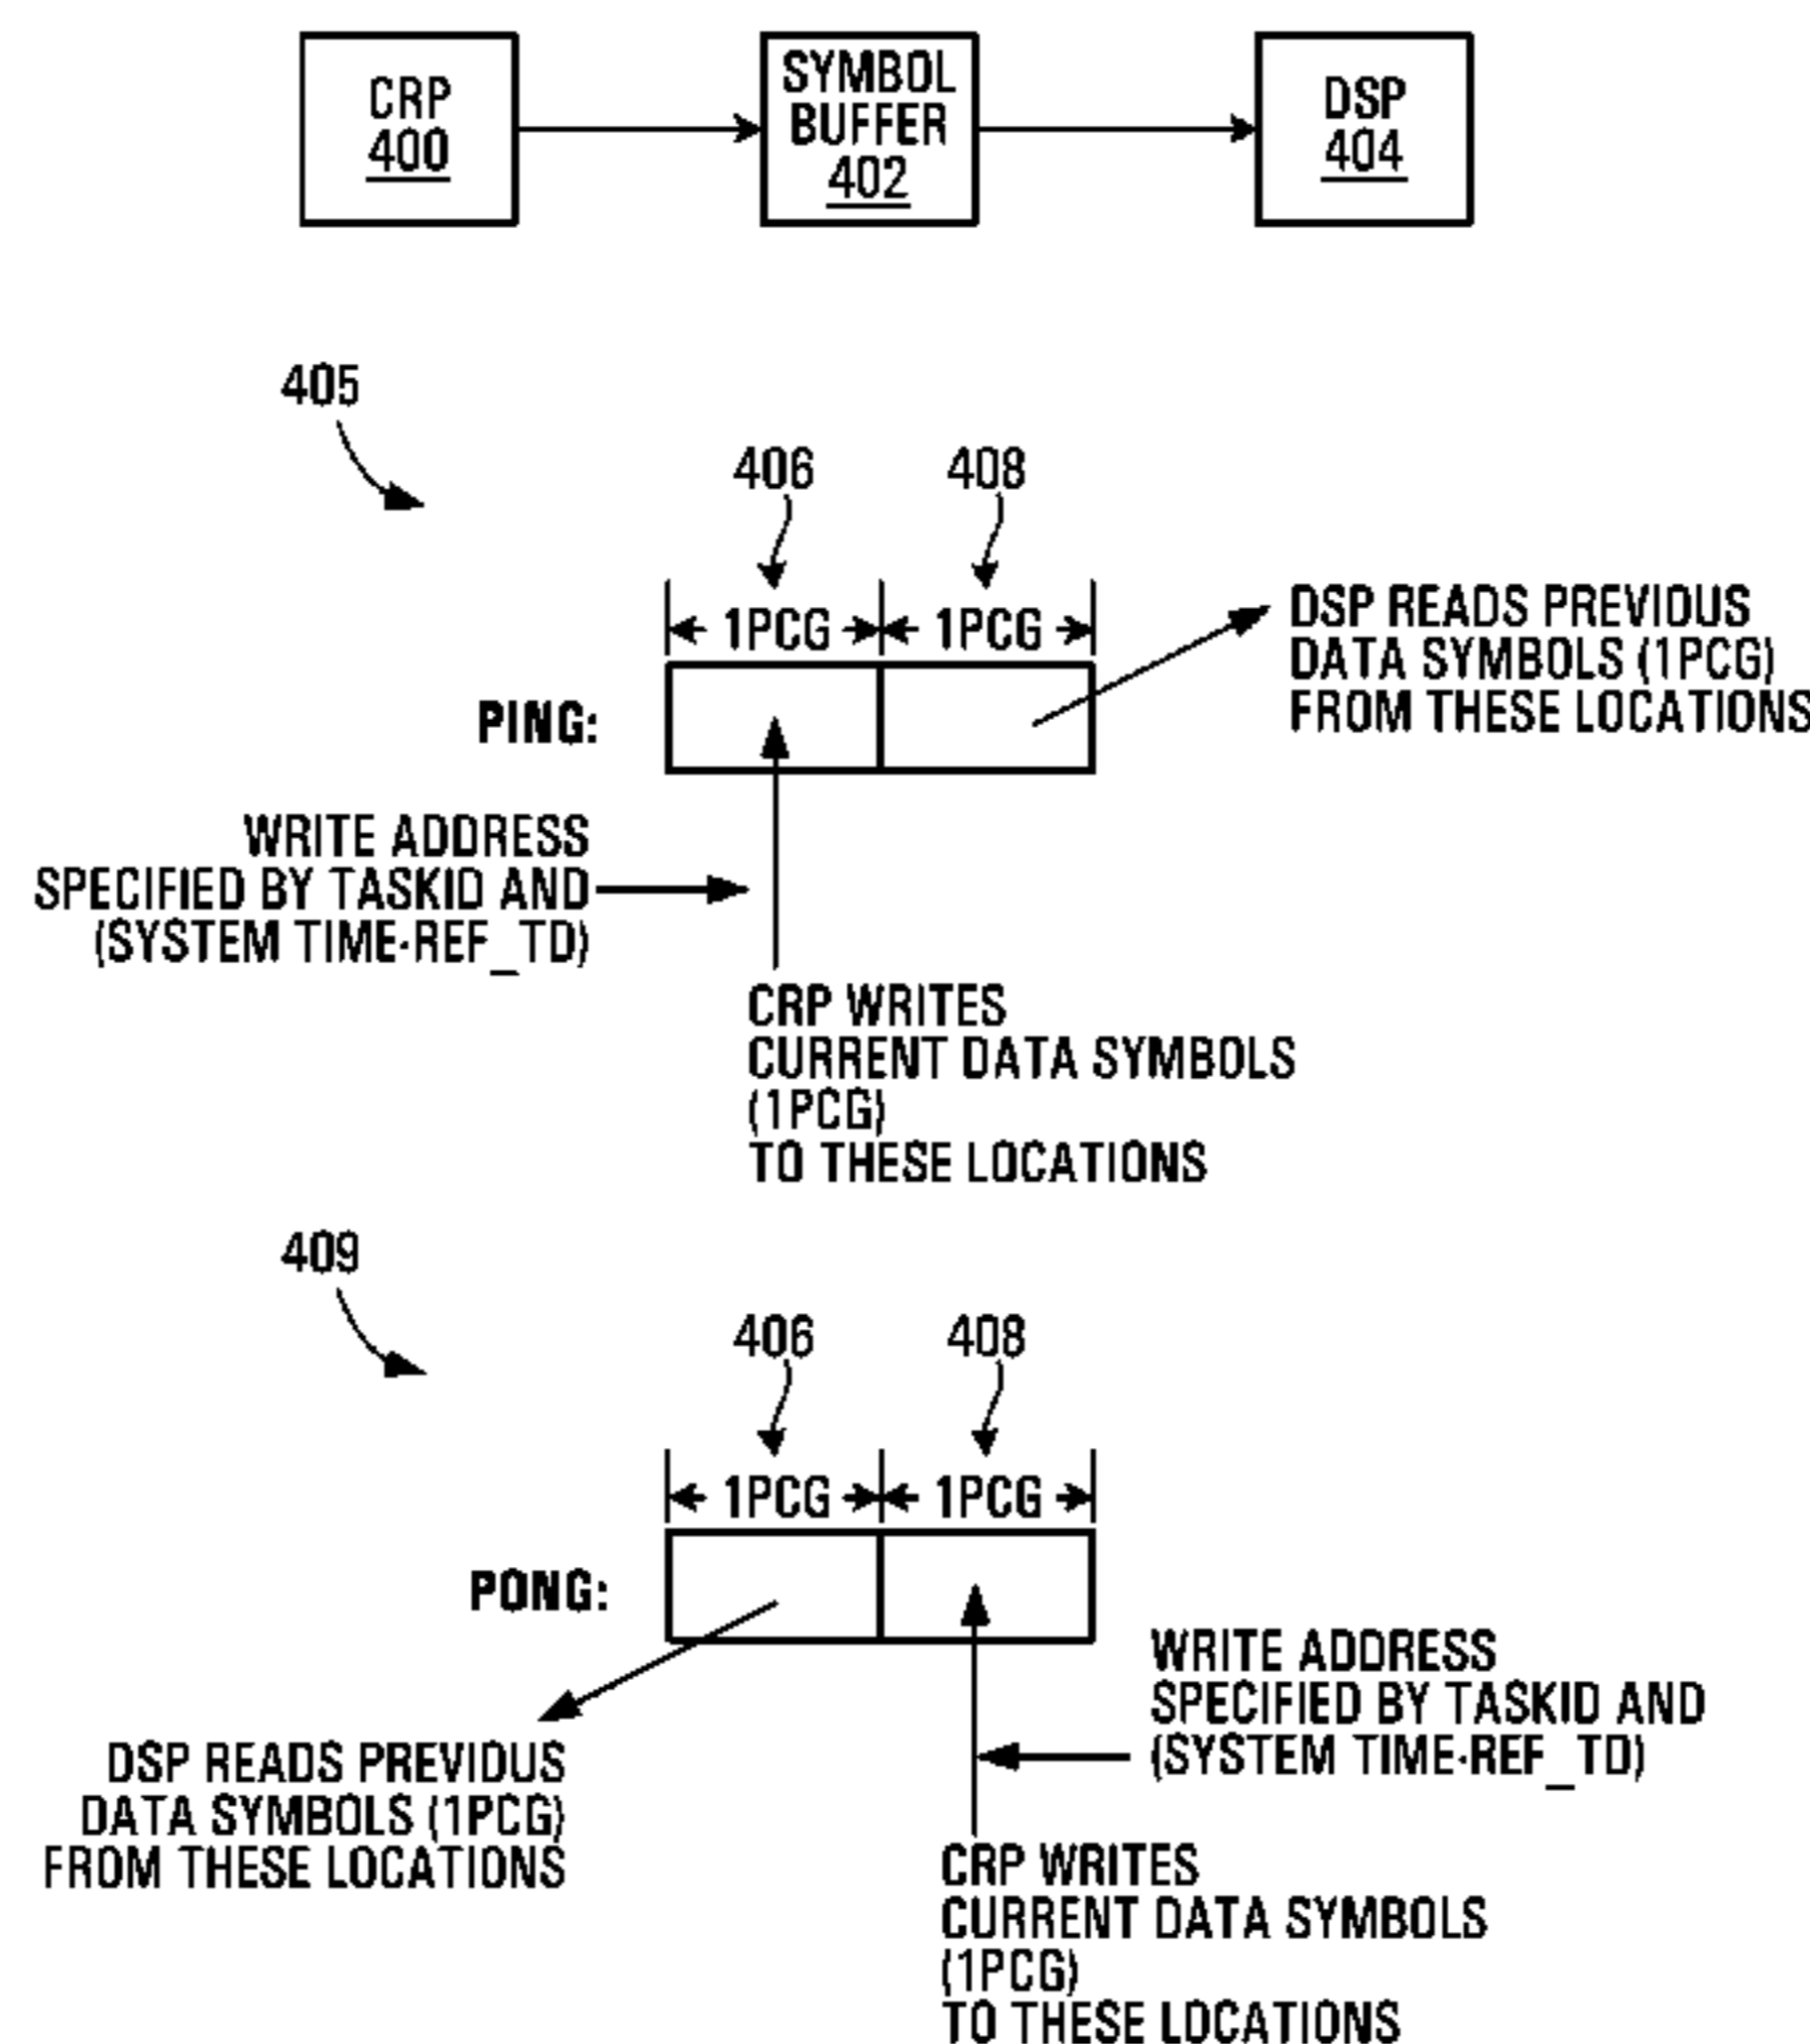 CRP
400
SYMBOL
BUFFER
402
DSP
404
405
406
408
1PCG
1PCG
PING:
DSP READS PREVIOUS
DATA SYMBOLS (1PCG)
FROM THESE LOCATIONS
WRITE ADDRESS
SPECIFIED BY TASKID AND
(SYSTEM TIME-REF_TD)
CRP WRITES
CURRENT DATA SYMBOLS
(1PCG)
TO THESE LOCATIONS
409
406
408
1PCG
1PCG
PONG:
WRITE ADDRESS
SPECIFIED BY TASKID AND
(SYSTEM TIME-REF_TD)
DSP READS PREVIOUS
DATA SYMBOLS (1PCG)
FROM THESE LOCATIONS
CRP WRITES
CURRENT DATA SYMBOLS
(1PCG)
TO THESE LOCATIONS